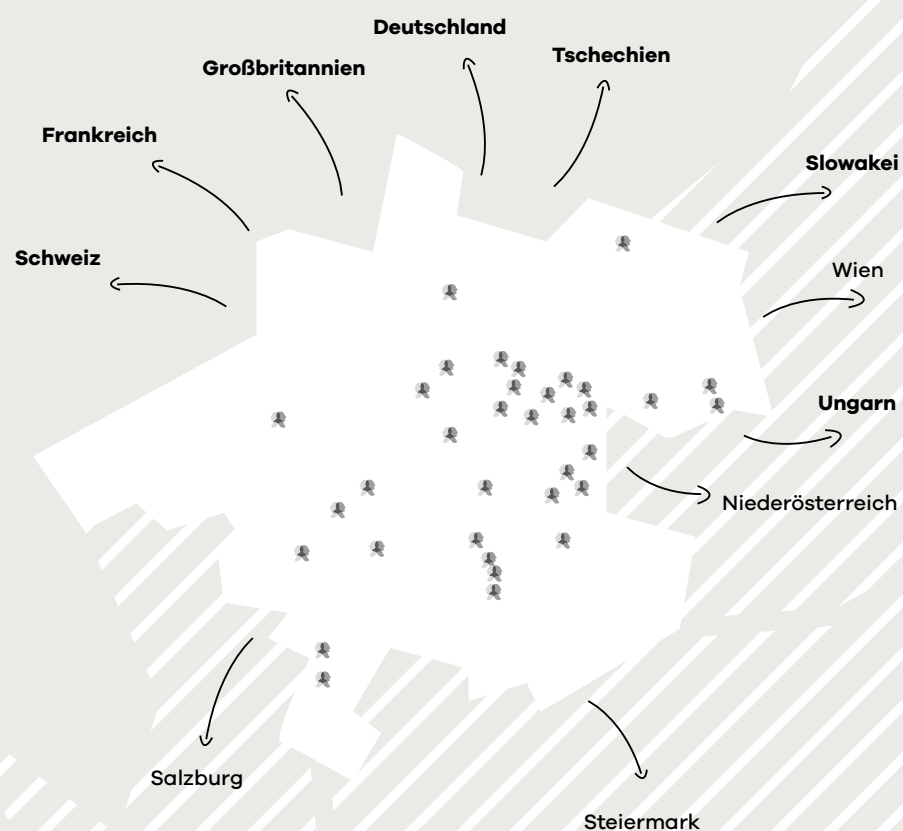 Deutschland
Tschechien
Großbritannien
Frankreich
Slowakei
Schweiz
Wien
Ungarn
Niederösterreich
Salzburg
Steiermark